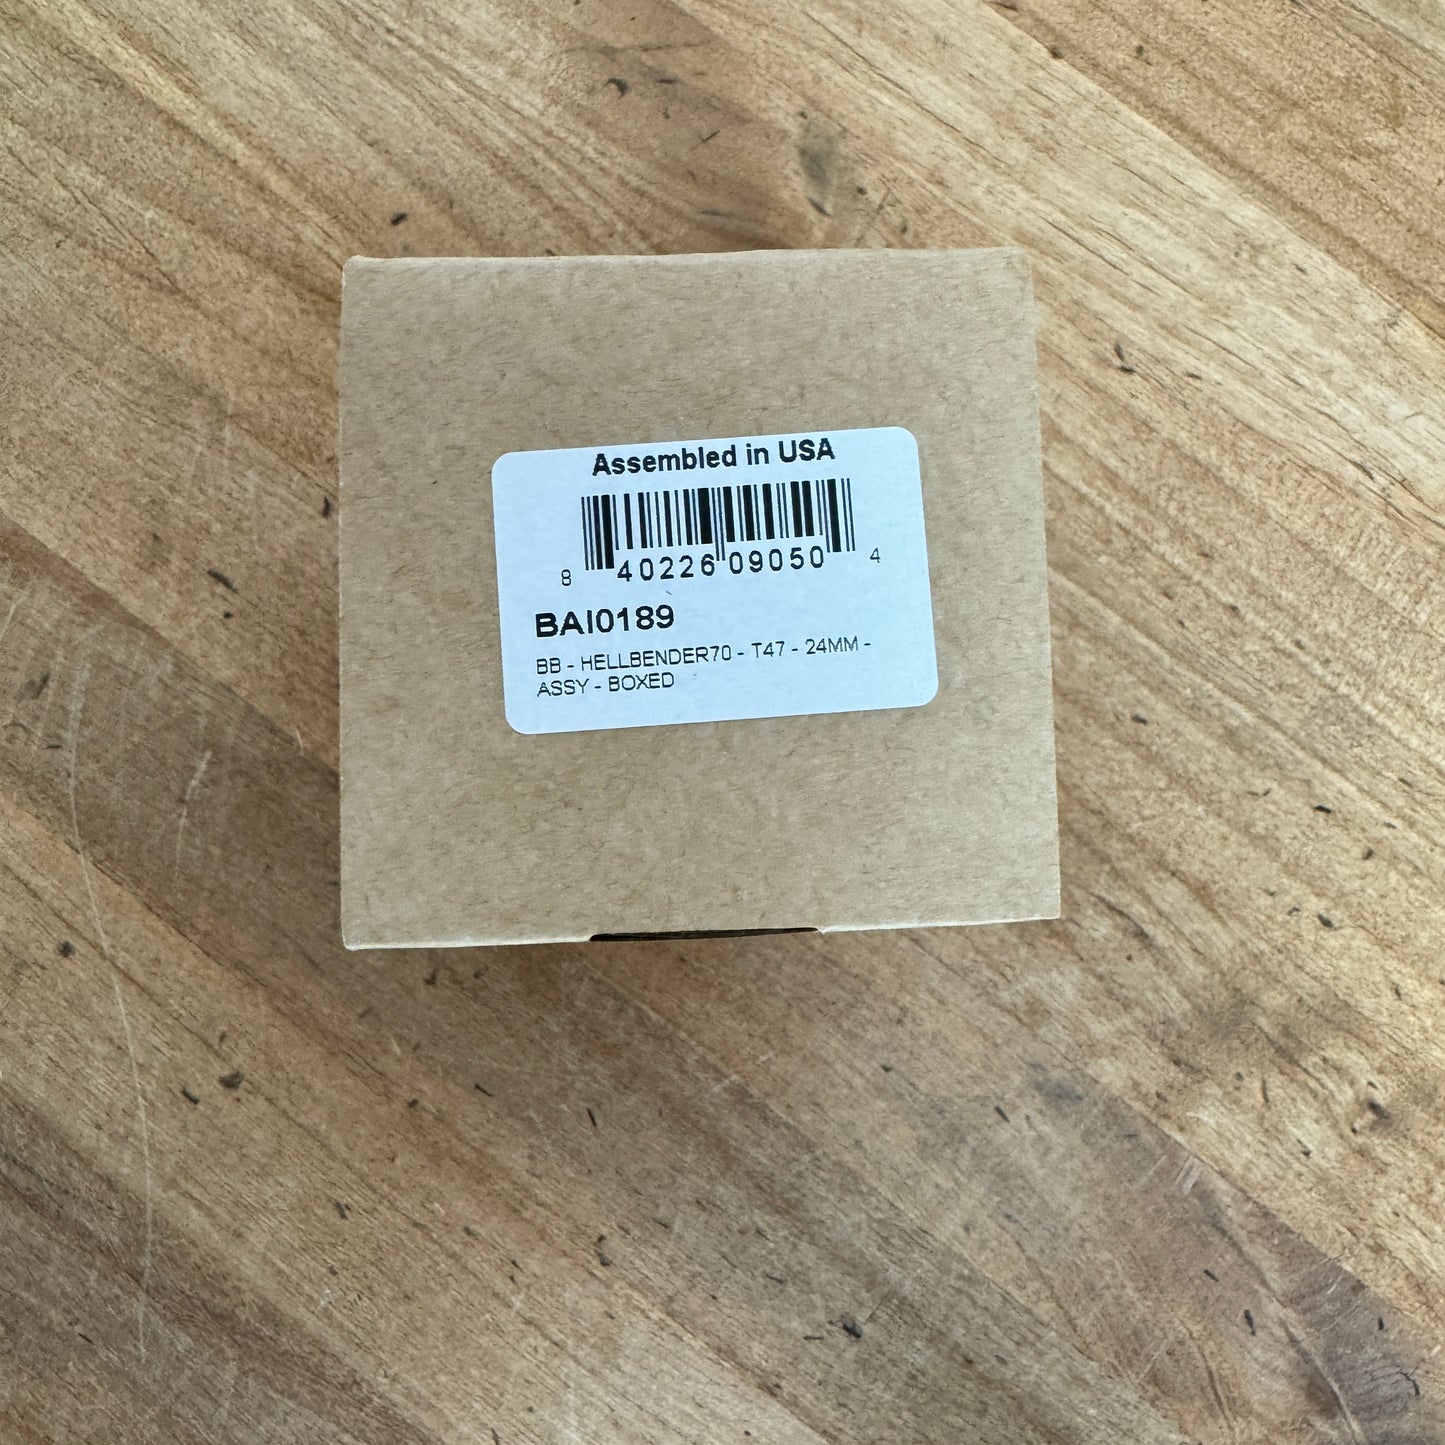 Assembled in USA
8 40226 09050 4
BAI0189
BB - HELLBENDER70 - T47 - 24MM -
ASSY - BOXED